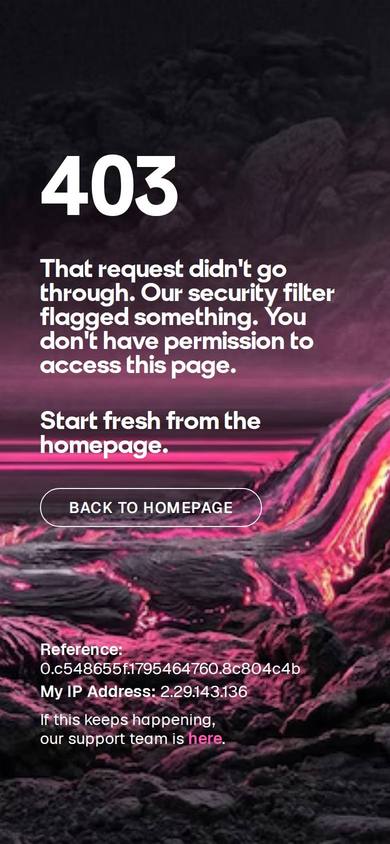 403
That request didn't go
through. Our security filter
flagged something. You
don't have permission to
access this page.
Start fresh from the
homepage.
BACK TO HOMEPAGE
Reference:
0.c548655f.1795464760.8c804c4b
My IP Address: 2.29.143.136
If this keeps happening,
our support team is here.